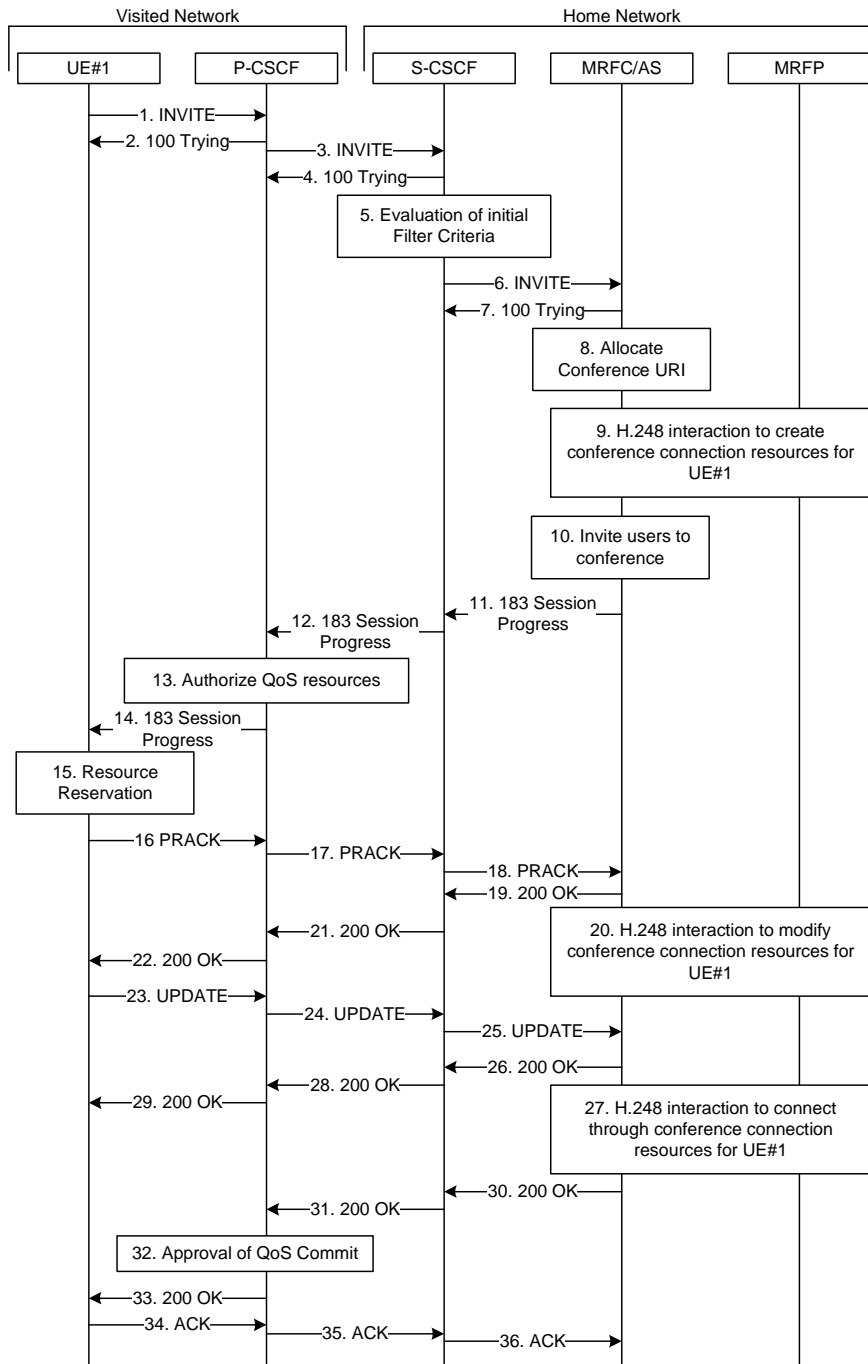 Visited Network
Home Network
UE#1
P-CSCF
S-CSCF
MRFC/AS
MRFP
1. INVITE
2. 100 Trying
3. INVITE
4. 100 Trying
5. Evaluation of initial
Filter Criteria
6. INVITE
7. 100 Trying
8. Allocate
Conference URI
9. H.248 interaction to create
conference connection resources for
UE#1
10. Invite users to
conference
11. 183 Session
Progress
12. 183 Session
Progress
13. Authorize QoS resources
14. 183 Session
Progress
15. Resource
Reservation
16 PRACK
17. PRACK
18. PRACK
19. 200 OK
20. H.248 interaction to modify
conference connection resources for
UE#1
21. 200 OK
22. 200 OK
23. UPDATE
24. UPDATE
25. UPDATE
26. 200 OK
27. H.248 interaction to connect
through conference connection
resources for UE#1
28. 200 OK
29. 200 OK
30. 200 OK
31. 200 OK
32. Approval of QoS Commit
33. 200 OK
34. ACK
35. ACK
36. ACK